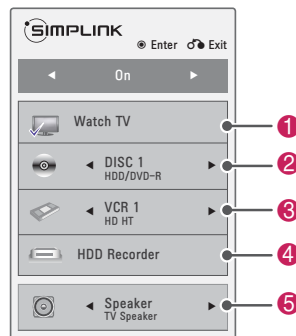 SIMPLINK
Enter Exit
On
Watch TV
1
DISC 1
2
HDD/DVD-R
VCR 1
3
HD HT
HDD Recorder
4
Speaker
5
TV Speaker